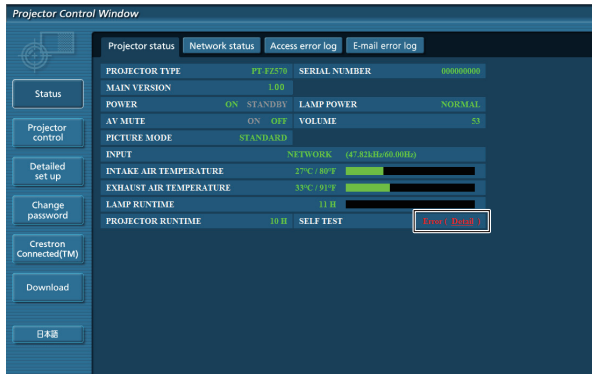 Projector Control Window
Projector status Network status Access error log E-mail error log
PROJECTOR TYPE PT-FZ570 SERIAL NUMBER 000000000
MAIN VERSION 1.00
POWER ON STANDBY LAMP POWER NORMAL
AV MUTE ON OFF VOLUME 53
PICTURE MODE STANDARD
INPUT NETWORK (47.82kHz/60.00Hz)
INTAKE AIR TEMPERATURE 27°C / 80°F
EXHAUST AIR TEMPERATURE 33°C / 91°F
LAMP RUNTIME 11 H
PROJECTOR RUNTIME 10 H SELF TEST Error [ Detail ]
Status
Projector
control
Detailed
set up
Change
password
Crestron
Connected(TM)
Download
日本語